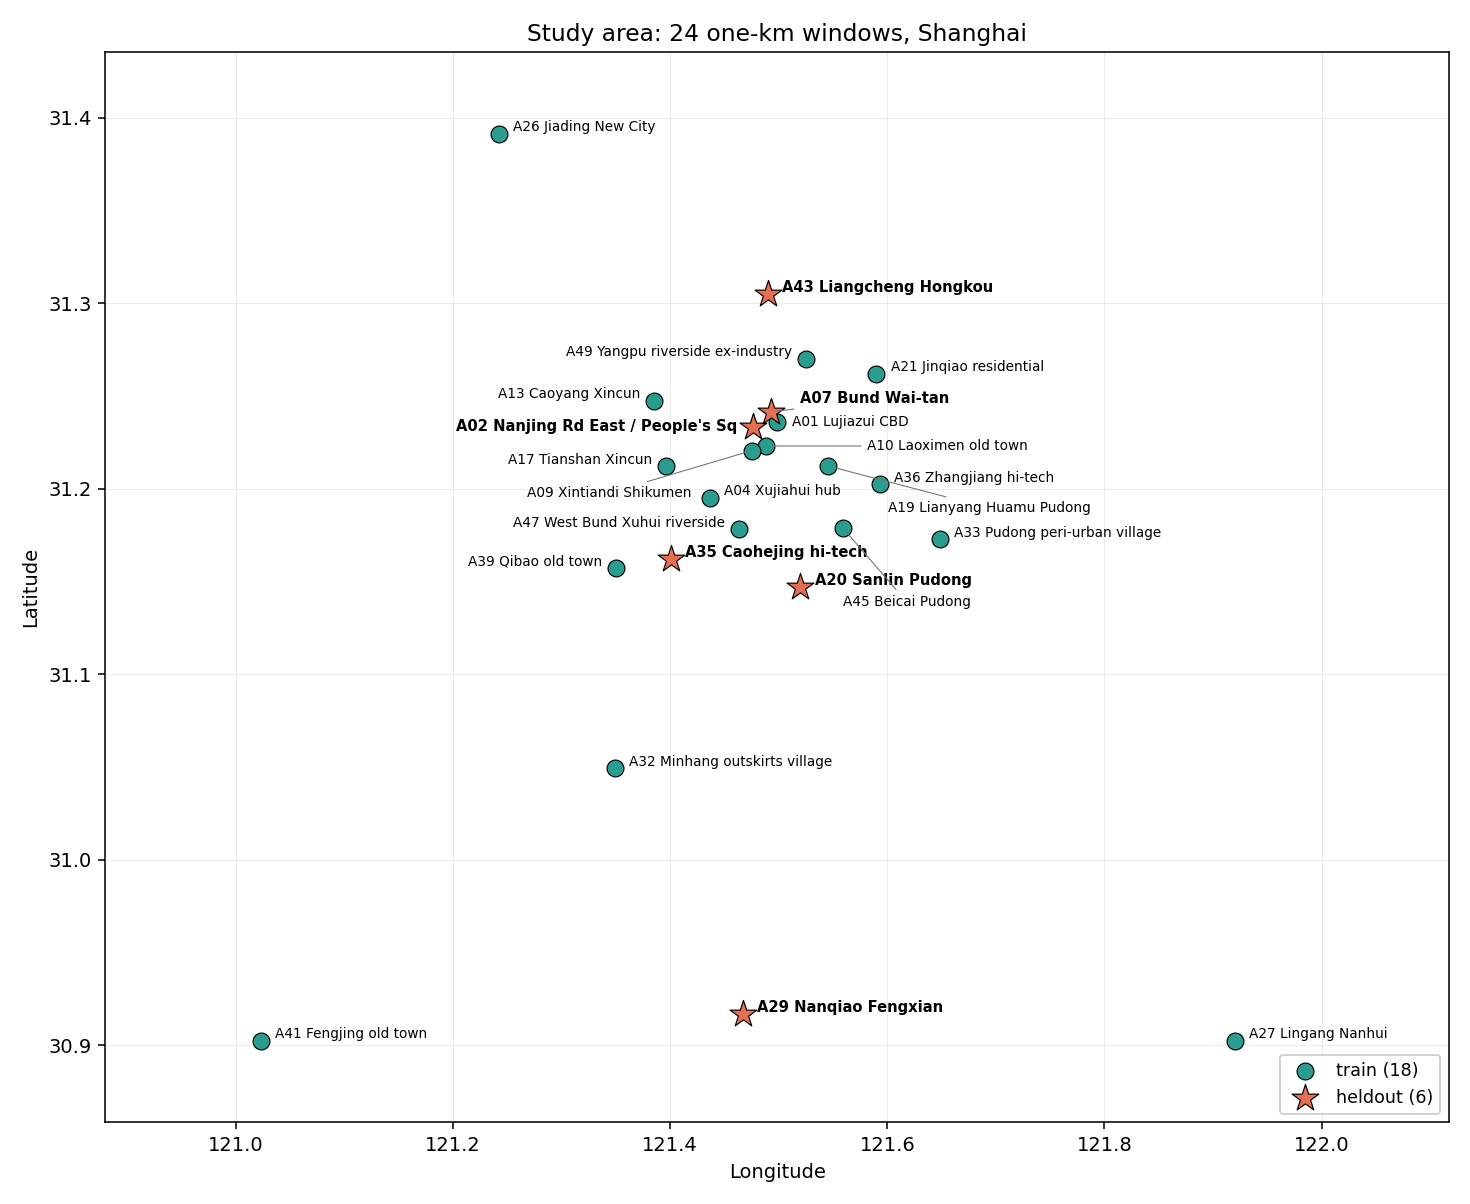 Study area: 24 one-km windows, Shanghai
31.4
A26 Jiading New City
31.3
A43 Liangcheng Hongkou
A49 Yangpu riverside ex-industry
A21 Jinqiao residential
A13 Caoyang Xincun
A07 Bund Wai-tan
A02 Nanjing Rd East / People's Sq
A01 Lujiazui CBD
A10 Laoximen old town
A17 Tianshan Xincun
A36 Zhangjiang hi-tech
A09 Xintiandi Shikumen
A04 Xujiahui hub
31.2
A19 Lianyang Huamu Pudong
A47 West Bund Xuhui riverside
A33 Pudong peri-urban village
A35 Caohejing hi-tech
A39 Qibao old town
A20 Sanlin Pudong
A45 Beicai Pudong
31.1
A32 Minhang outskirts village
31.0
A29 Nanqiao Fengxian
A41 Fengjing old town
A27 Lingang Nanhui
30.9
train (18)
heldout (6)
121.0
121.2
121.4
121.6
121.8
122.0
Longitude
Latitude